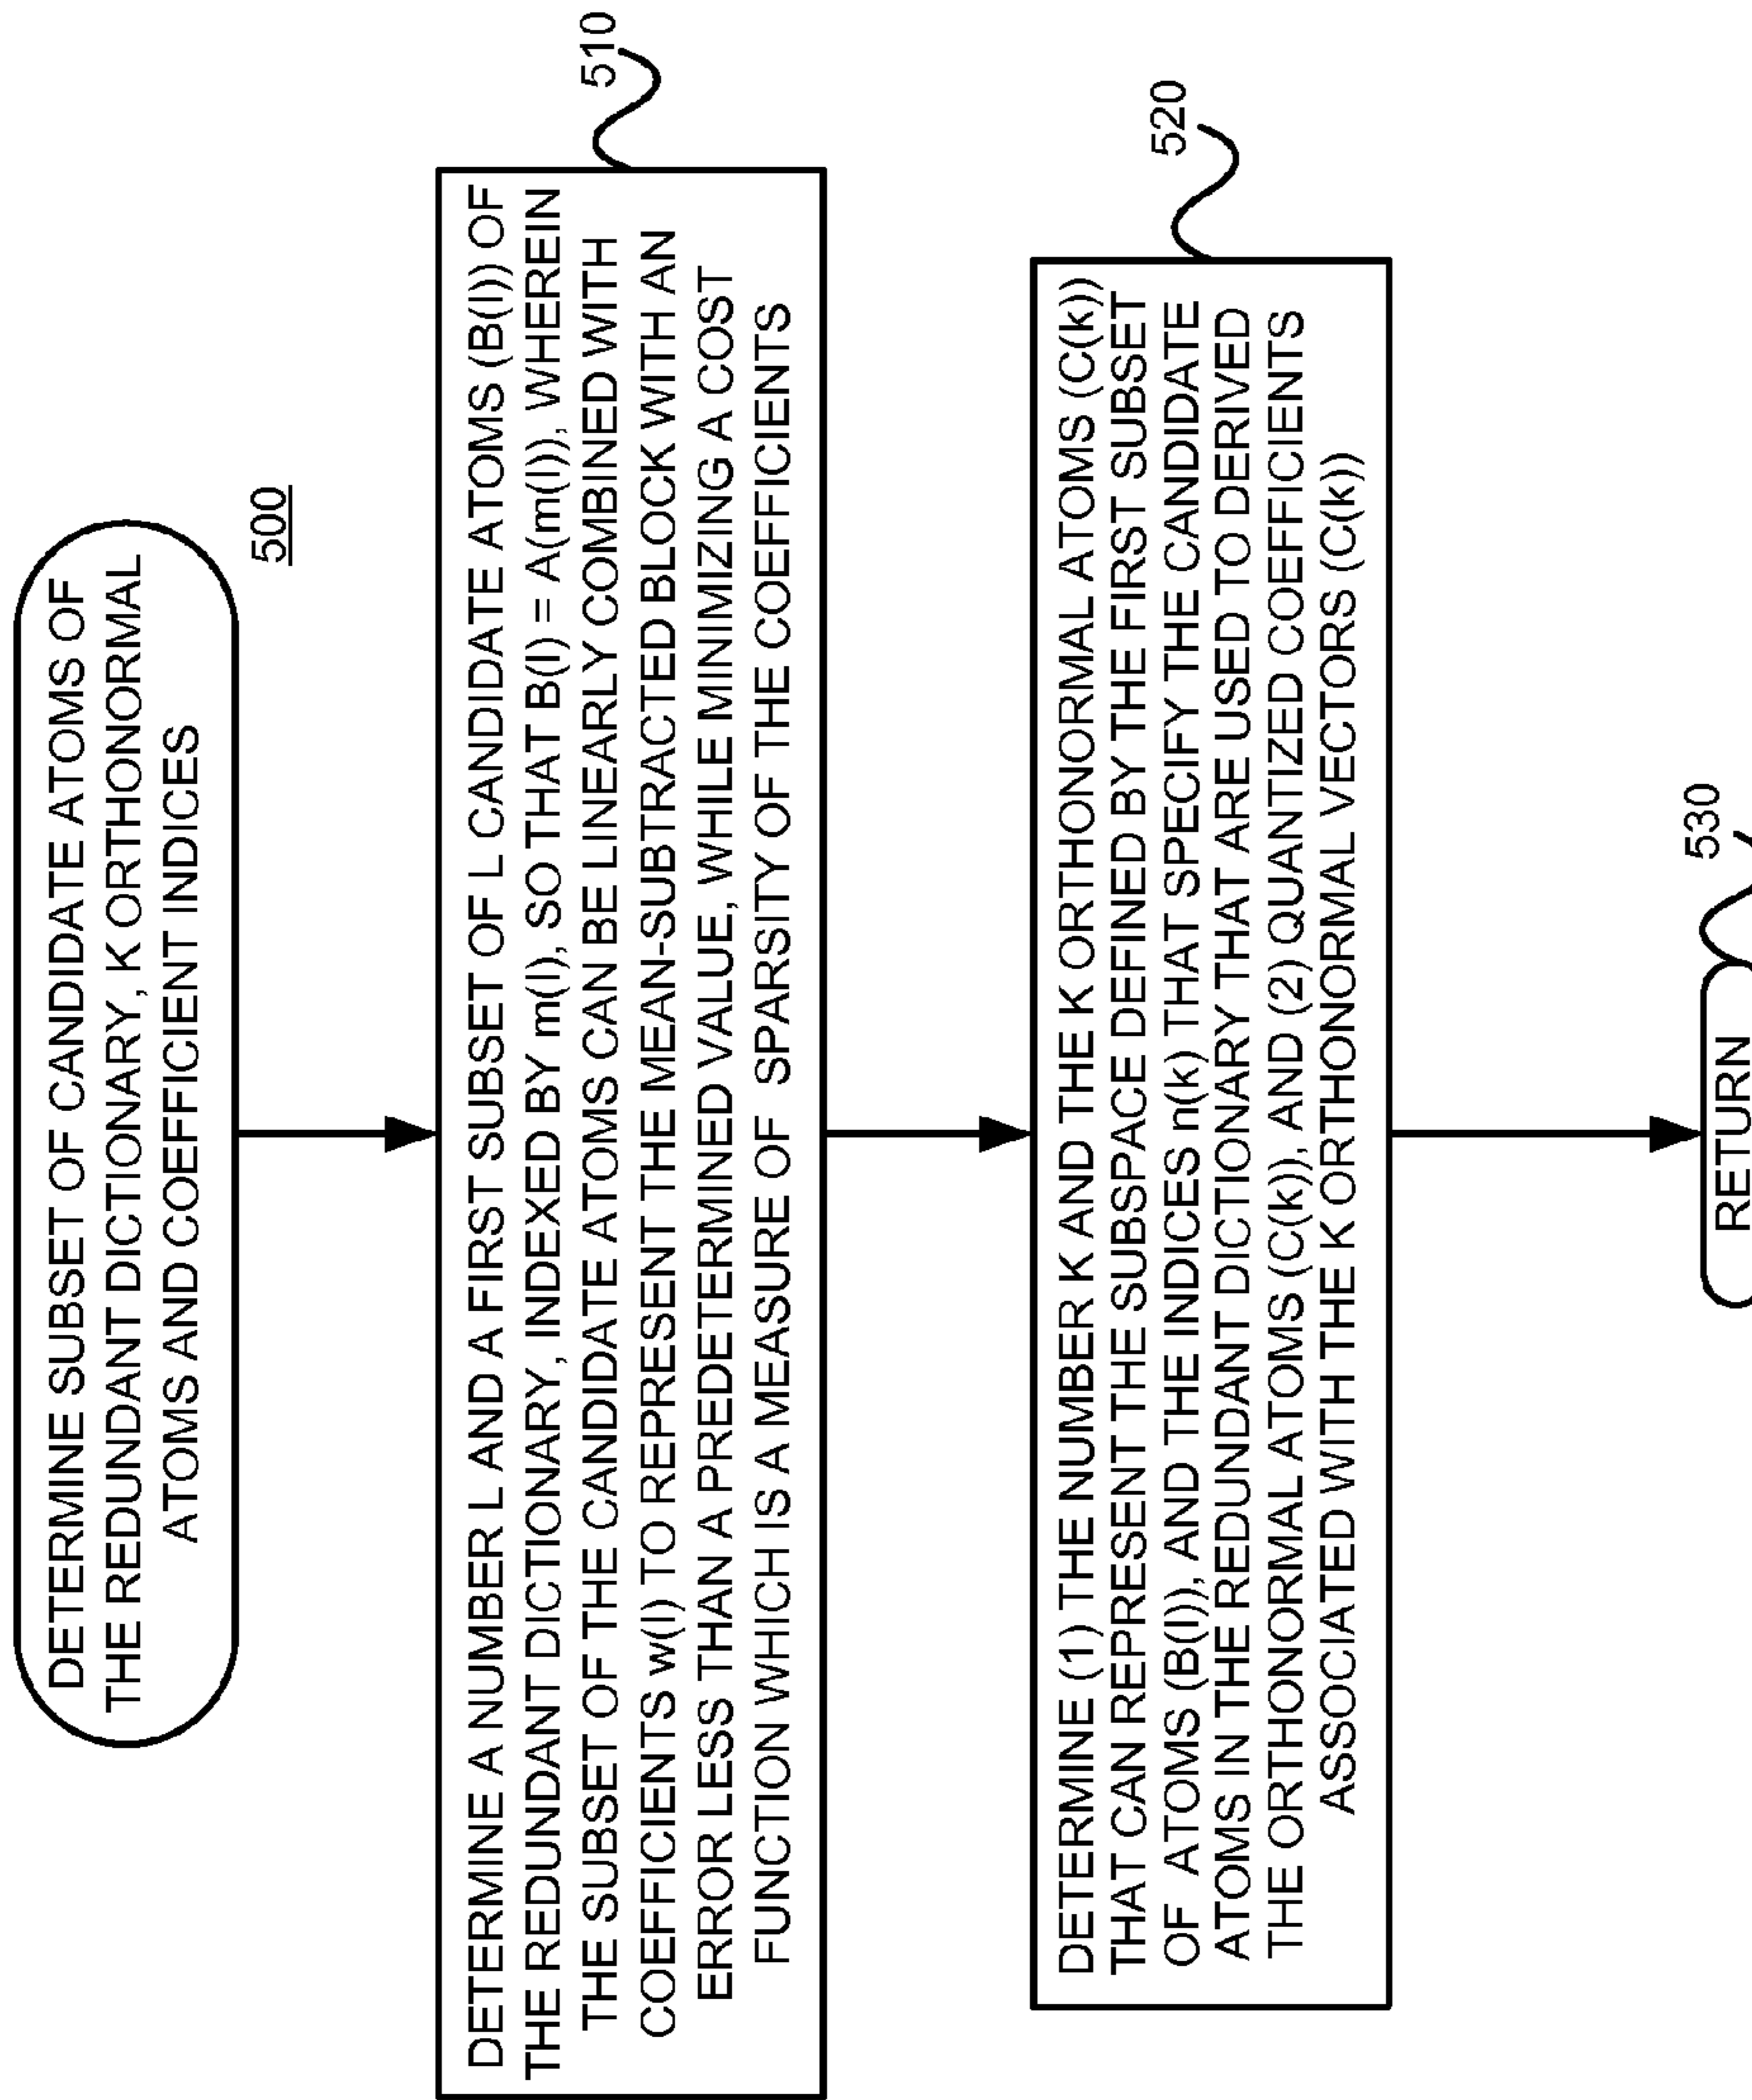 DETERMINE SUBSET OF CANDIDATE ATOMS OF
THE REDUNDANT DICTIONARY, K ORTHONORMAL
ATOMS AND COEFFICIENT INDICES
500
DETERMINE A NUMBER L AND A FIRST SUBSET OF L CANDIDATE ATOMS (B(l)) OF
THE REDUNDANT DICTIONARY, INDEXED BY m(l), SO THAT B(l) = A(m(l)), WHEREIN
THE SUBSET OF THE CANDIDATE ATOMS CAN BE LINEARLY COMBINED WITH
COEFFICIENTS w(l) TO REPRESENT THE MEAN-SUBTRACTED BLOCK WITH AN
ERROR LESS THAN A PREDETERMINED VALUE, WHILE MINIMIZING A COST
FUNCTION WHICH IS A MEASURE OF SPARSITY OF THE COEFFICIENTS
510
DETERMINE (1) THE NUMBER K AND THE K ORTHONORMAL ATOMS (C(k))
THAT CAN REPRESENT THE SUBSPACE DEFINED BY THE FIRST SUBSET
OF ATOMS (B(l)), AND THE INDICES n(k) THAT SPECIFY THE CANDIDATE
ATOMS IN THE REDUNDANT DICTIONARY THAT ARE USED TO DERIVED
THE ORTHONORMAL ATOMS (C(k)), AND (2) QUANTIZED COEFFICIENTS
ASSOCIATED WITH THE K ORTHONORMAL VECTORS (C(k))
520
RETURN
530